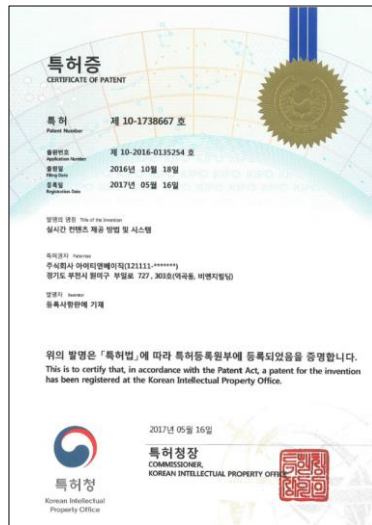 특허증
CERTIFICATE OF PATENT
특 허 제 10-1738667 호
Patent Number
출원번호 제 10-2016-0135254 호
Application Number
출원일 2016년 10월 18일
Filing Date
등록일 2017년 05월 16일
Registration Date
발명의 명칭 Title of the Invention
실시간 컨텐츠 제공 방법 및 시스템
특허권자 Patentee
주식회사 아이티앤베이직(121111-*******)
경기도 부천시 원미구 부일로 727 , 303호(역곡동, 비엔지빌딩)
발명자 Inventor
등록사항란에 기재
위의 발명은 「특허법」에 따라 특허등록원부에 등록되었음을 증명합니다.
This is to certify that, in accordance with the Patent Act, a patent for the invention
has been registered at the Korean Intellectual Property Office.
2017년 05월 16일
특허청장
COMMISSIONER,
KOREAN INTELLECTUAL PROPERTY OFFICE
특허청
Korean Intellectual
Property Office